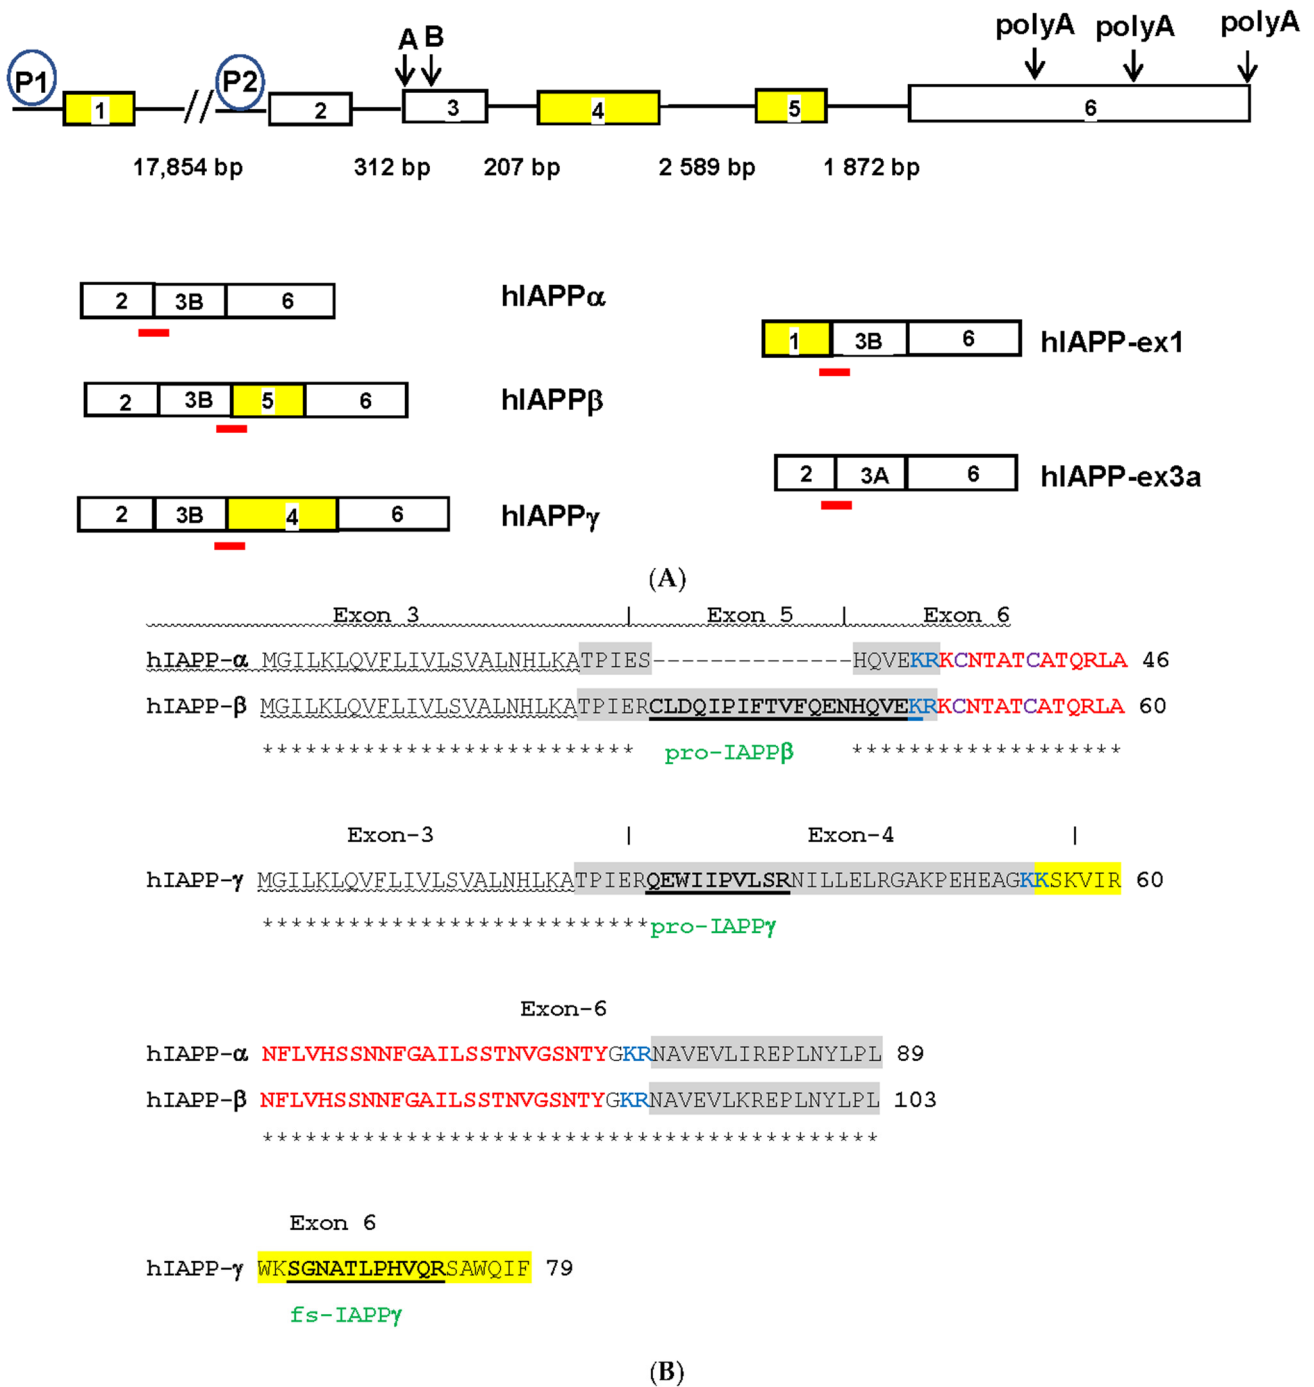 polyA polyA polyA
A B
P1 P2
1 // 2 3 4 5 6
17,854 bp 312 bp 207 bp 2 589 bp 1 872 bp
2 3B 6 hIAPPα
1 3B 6 hIAPP-ex1
2 3B 5 6 hIAPPβ
2 3A 6 hIAPP-ex3a
2 3B 4 6 hIAPPγ
(A)
Exon 3 | Exon 5 | Exon 6
hIAPP-α MGILKLQVFLIVLSVALNHLKATPIES--------------HQVEKRKCNTATCATQRLA 46
hIAPP-β MGILKLQVFLIVLSVALNHLKATPIERCLDQIPIFTVFQENHQVEKRKCNTATCATQRLA 60
************************** pro-IAPPβ *******************
Exon-3 | Exon-4 |
hIAPP-γ MGILKLQVFLIVLSVALNHLKATPIERQEWIIPVLSRNILLELRGAKPEHEAGKKSKVIR 60
*************************** pro-IAPPγ
Exon-6
hIAPP-α NFLVHSSNNFGAILSSTNVGSNTYGKRNAVEVLIREPLNYLPL 89
hIAPP-β NFLVHSSNNFGAILSSTNVGSNTYGKRNAVEVLKREPLNYLPL 103
*******************************************
Exon 6
hIAPP-γ WKSGNATLPHVQRSAWQIF 79
fs-IAPPγ
(B)